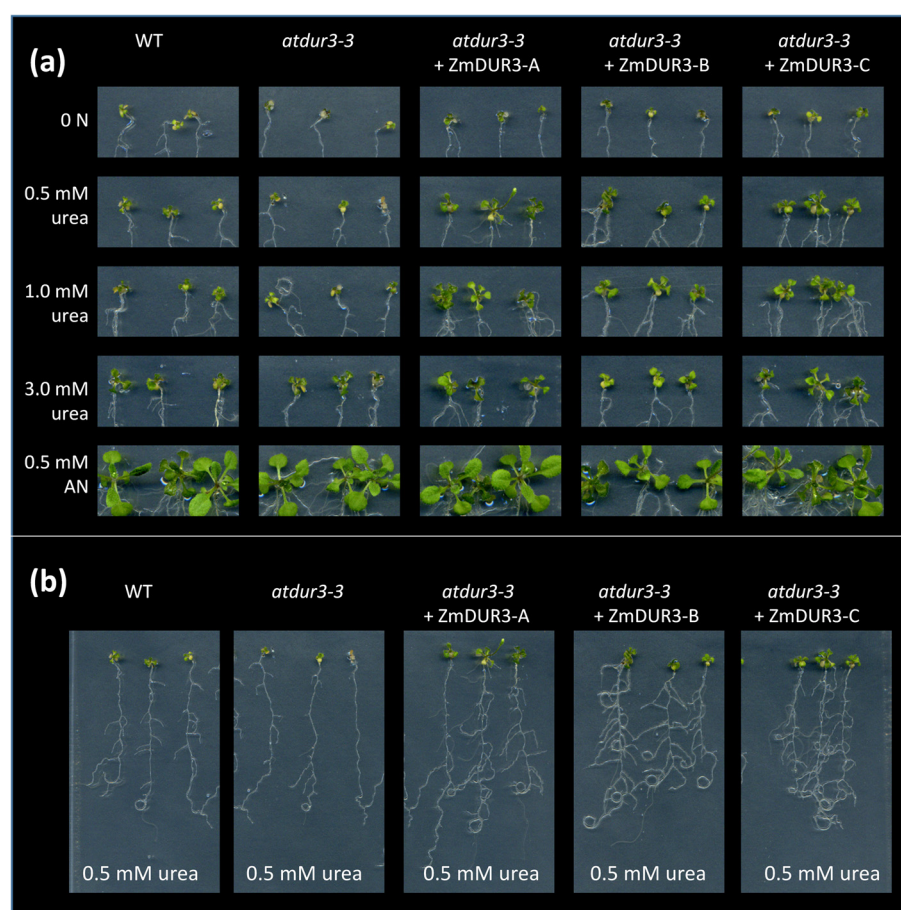 (a)
WT
atdur3-3
atdur3-3
+ ZmDUR3-A
atdur3-3
+ ZmDUR3-B
atdur3-3
+ ZmDUR3-C
0 N
0.5 mM
urea
1.0 mM
urea
3.0 mM
urea
0.5 mM
AN
(b)
WT
atdur3-3
atdur3-3
+ ZmDUR3-A
atdur3-3
+ ZmDUR3-B
atdur3-3
+ ZmDUR3-C
0.5 mM urea
0.5 mM urea
0.5 mM urea
0.5 mM urea
0.5 mM urea